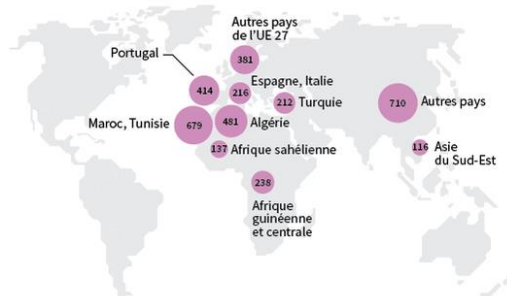 Autres pays
de l'UE 27
381
Portugal
414
Espagne, Italie
216
212
Turquie
710
Autres pays
Maroc, Tunisie
679
481
Algérie
137
Afrique sahélienne
116
Asie
du Sud-Est
238
Afrique
guinéenne
et centrale